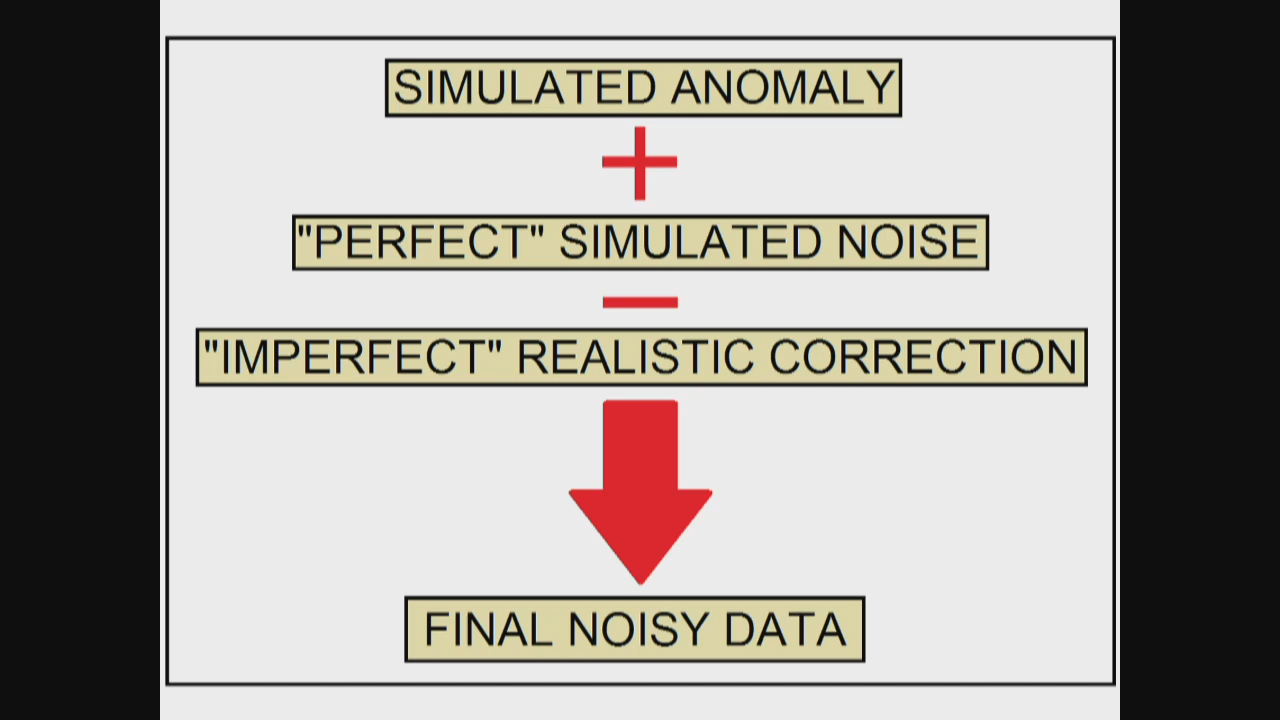 SIMULATED ANOMALY
+
"PERFECT" SIMULATED NOISE
—
"IMPERFECT" REALISTIC CORRECTION
FINAL NOISY DATA